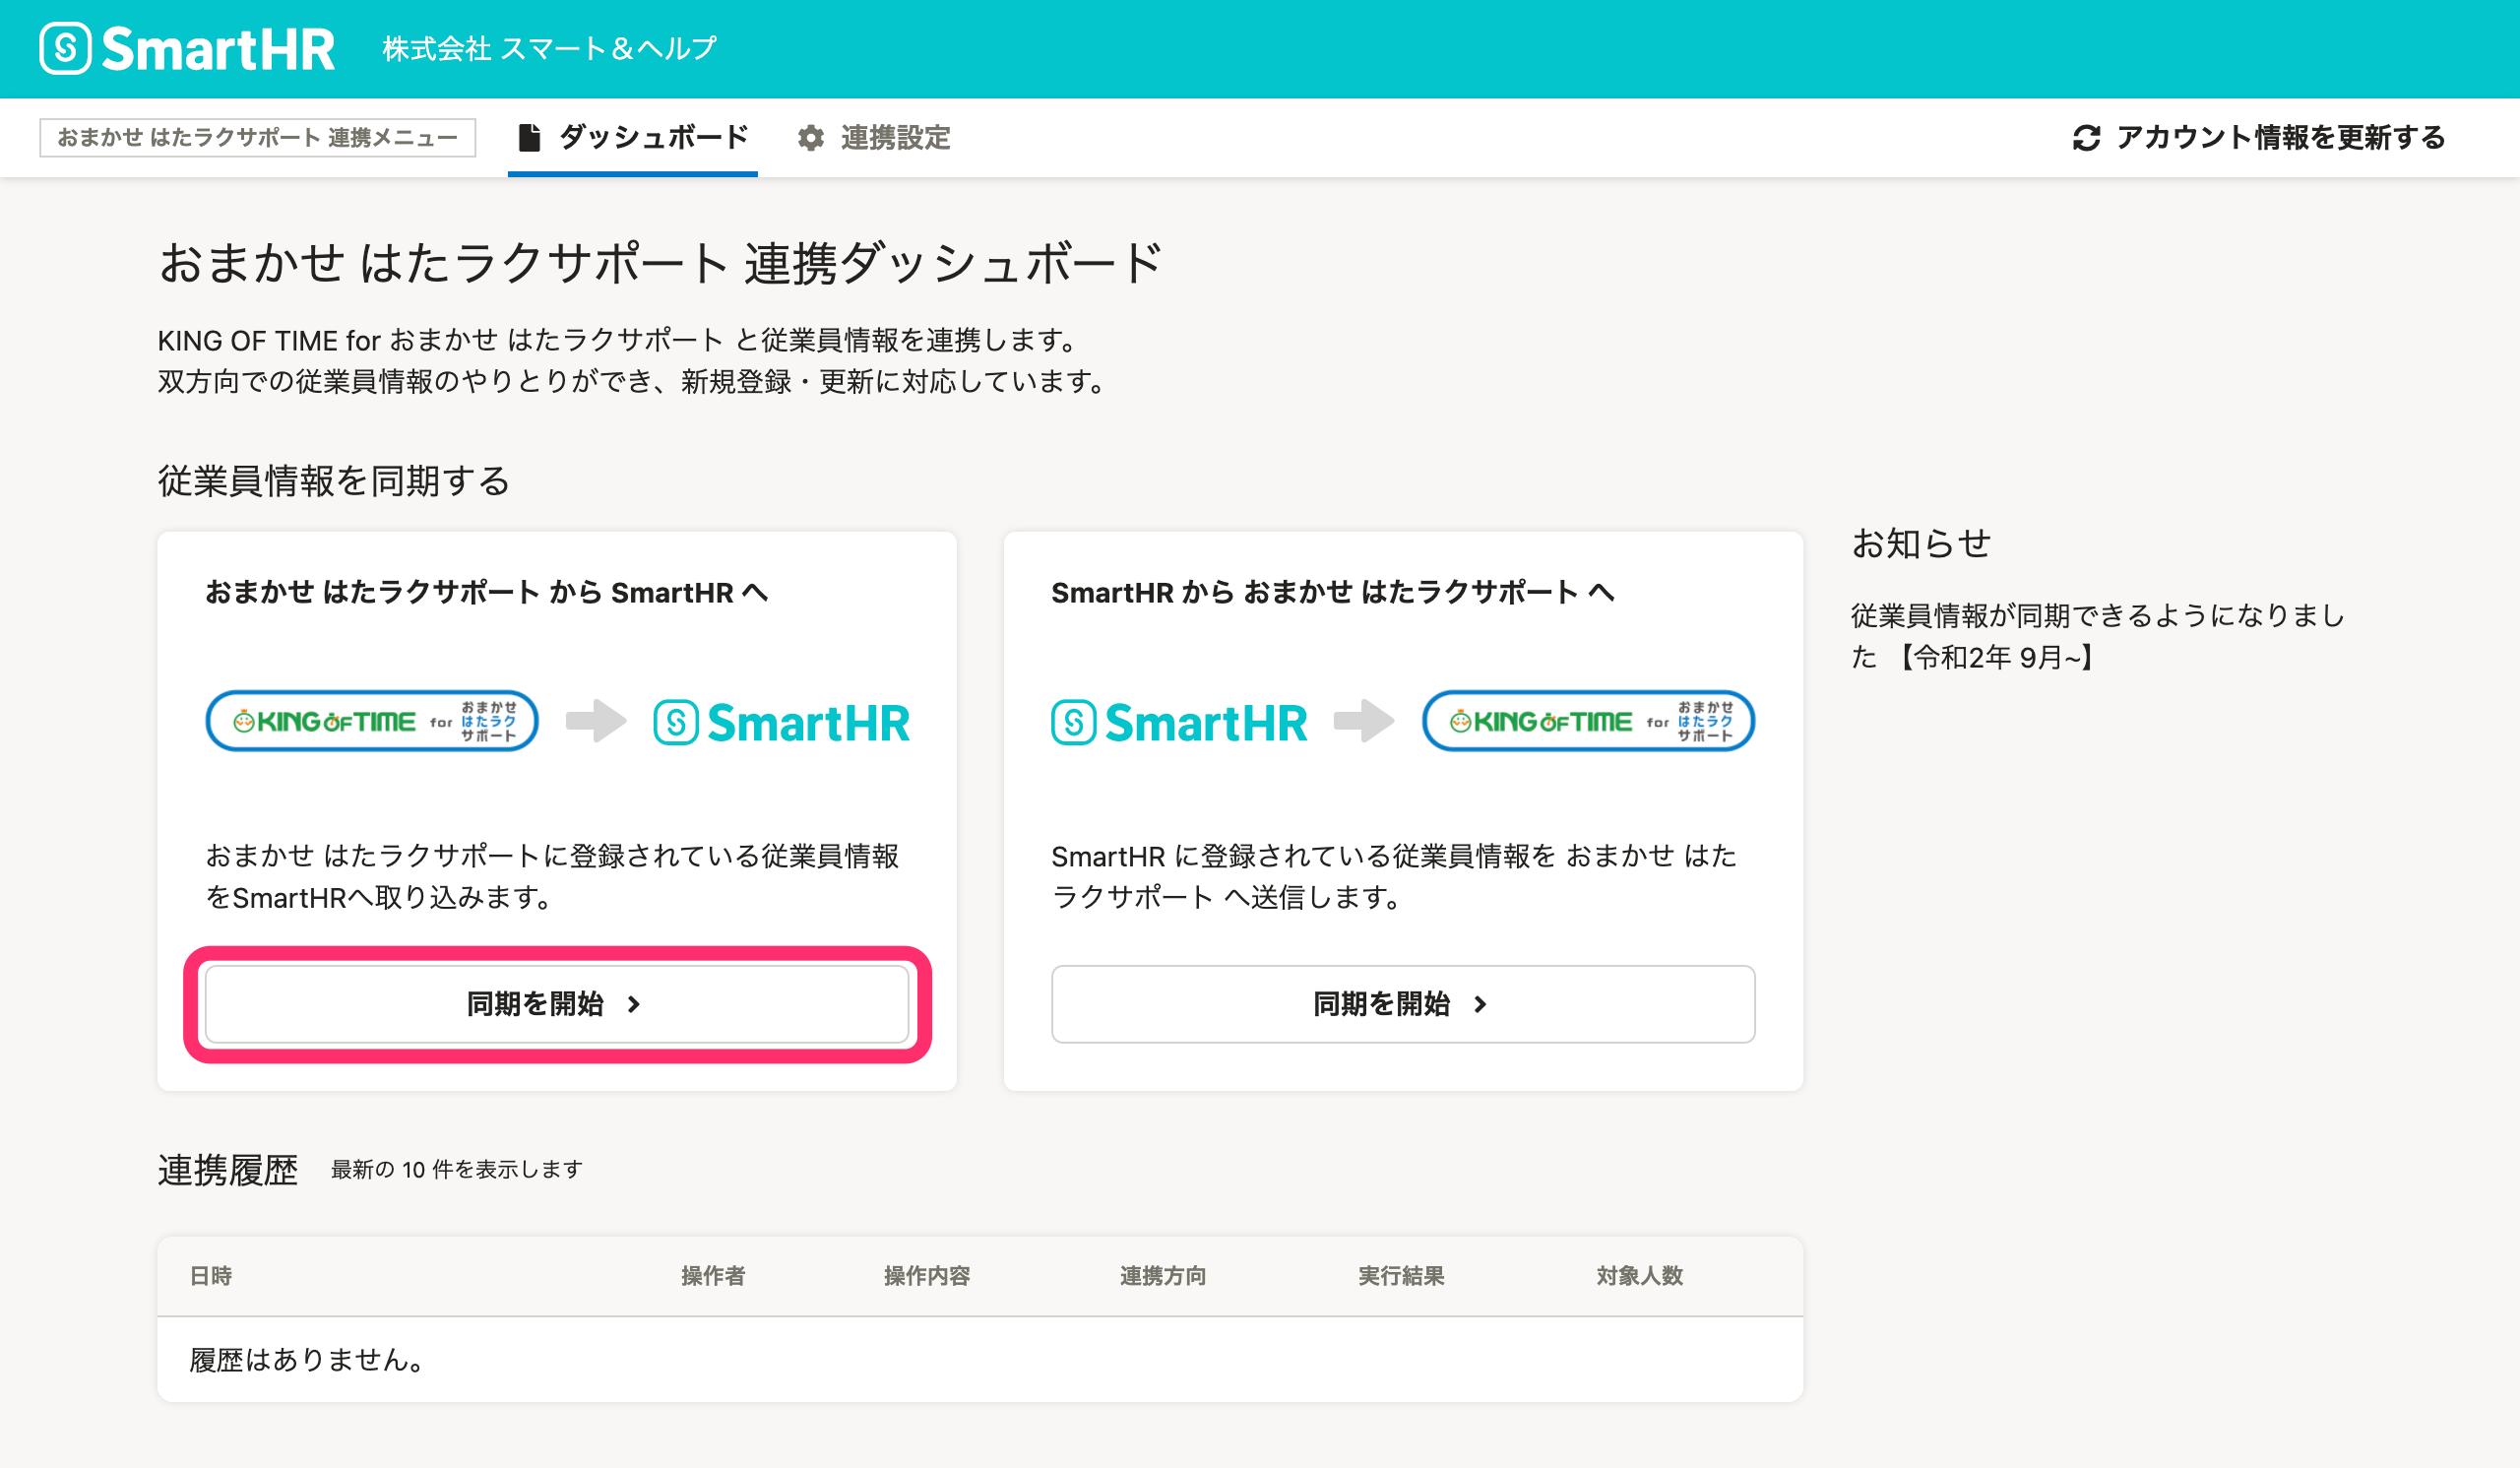 SmartHR 株式会社 スマート＆ヘルプ
おまかせ はたラクサポート 連携メニュー ダッシュボード 連携設定 アカウント情報を更新する
おまかせ はたラクサポート 連携ダッシュボード
KING OF TIME for おまかせ はたラクサポート と従業員情報を連携します。
双方向での従業員情報のやりとりができ、新規登録・更新に対応しています。
従業員情報を同期する
おまかせ はたラクサポート から SmartHR へ
KING OF TIME for おまかせ はたラク サポート
SmartHR
おまかせ はたラクサポートに登録されている従業員情報
をSmartHRへ取り込みます。
同期を開始
SmartHR から おまかせ はたラクサポート へ
SmartHR
KING OF TIME for おまかせ はたラク サポート
SmartHR に登録されている従業員情報を おまかせ はた
ラクサポート へ送信します。
同期を開始
お知らせ
従業員情報が同期できるようになりまし
た 【令和2年 9月~】
連携履歴 最新の 10 件を表示します
日時 操作者 操作内容 連携方向 実行結果 対象人数
履歴はありません。